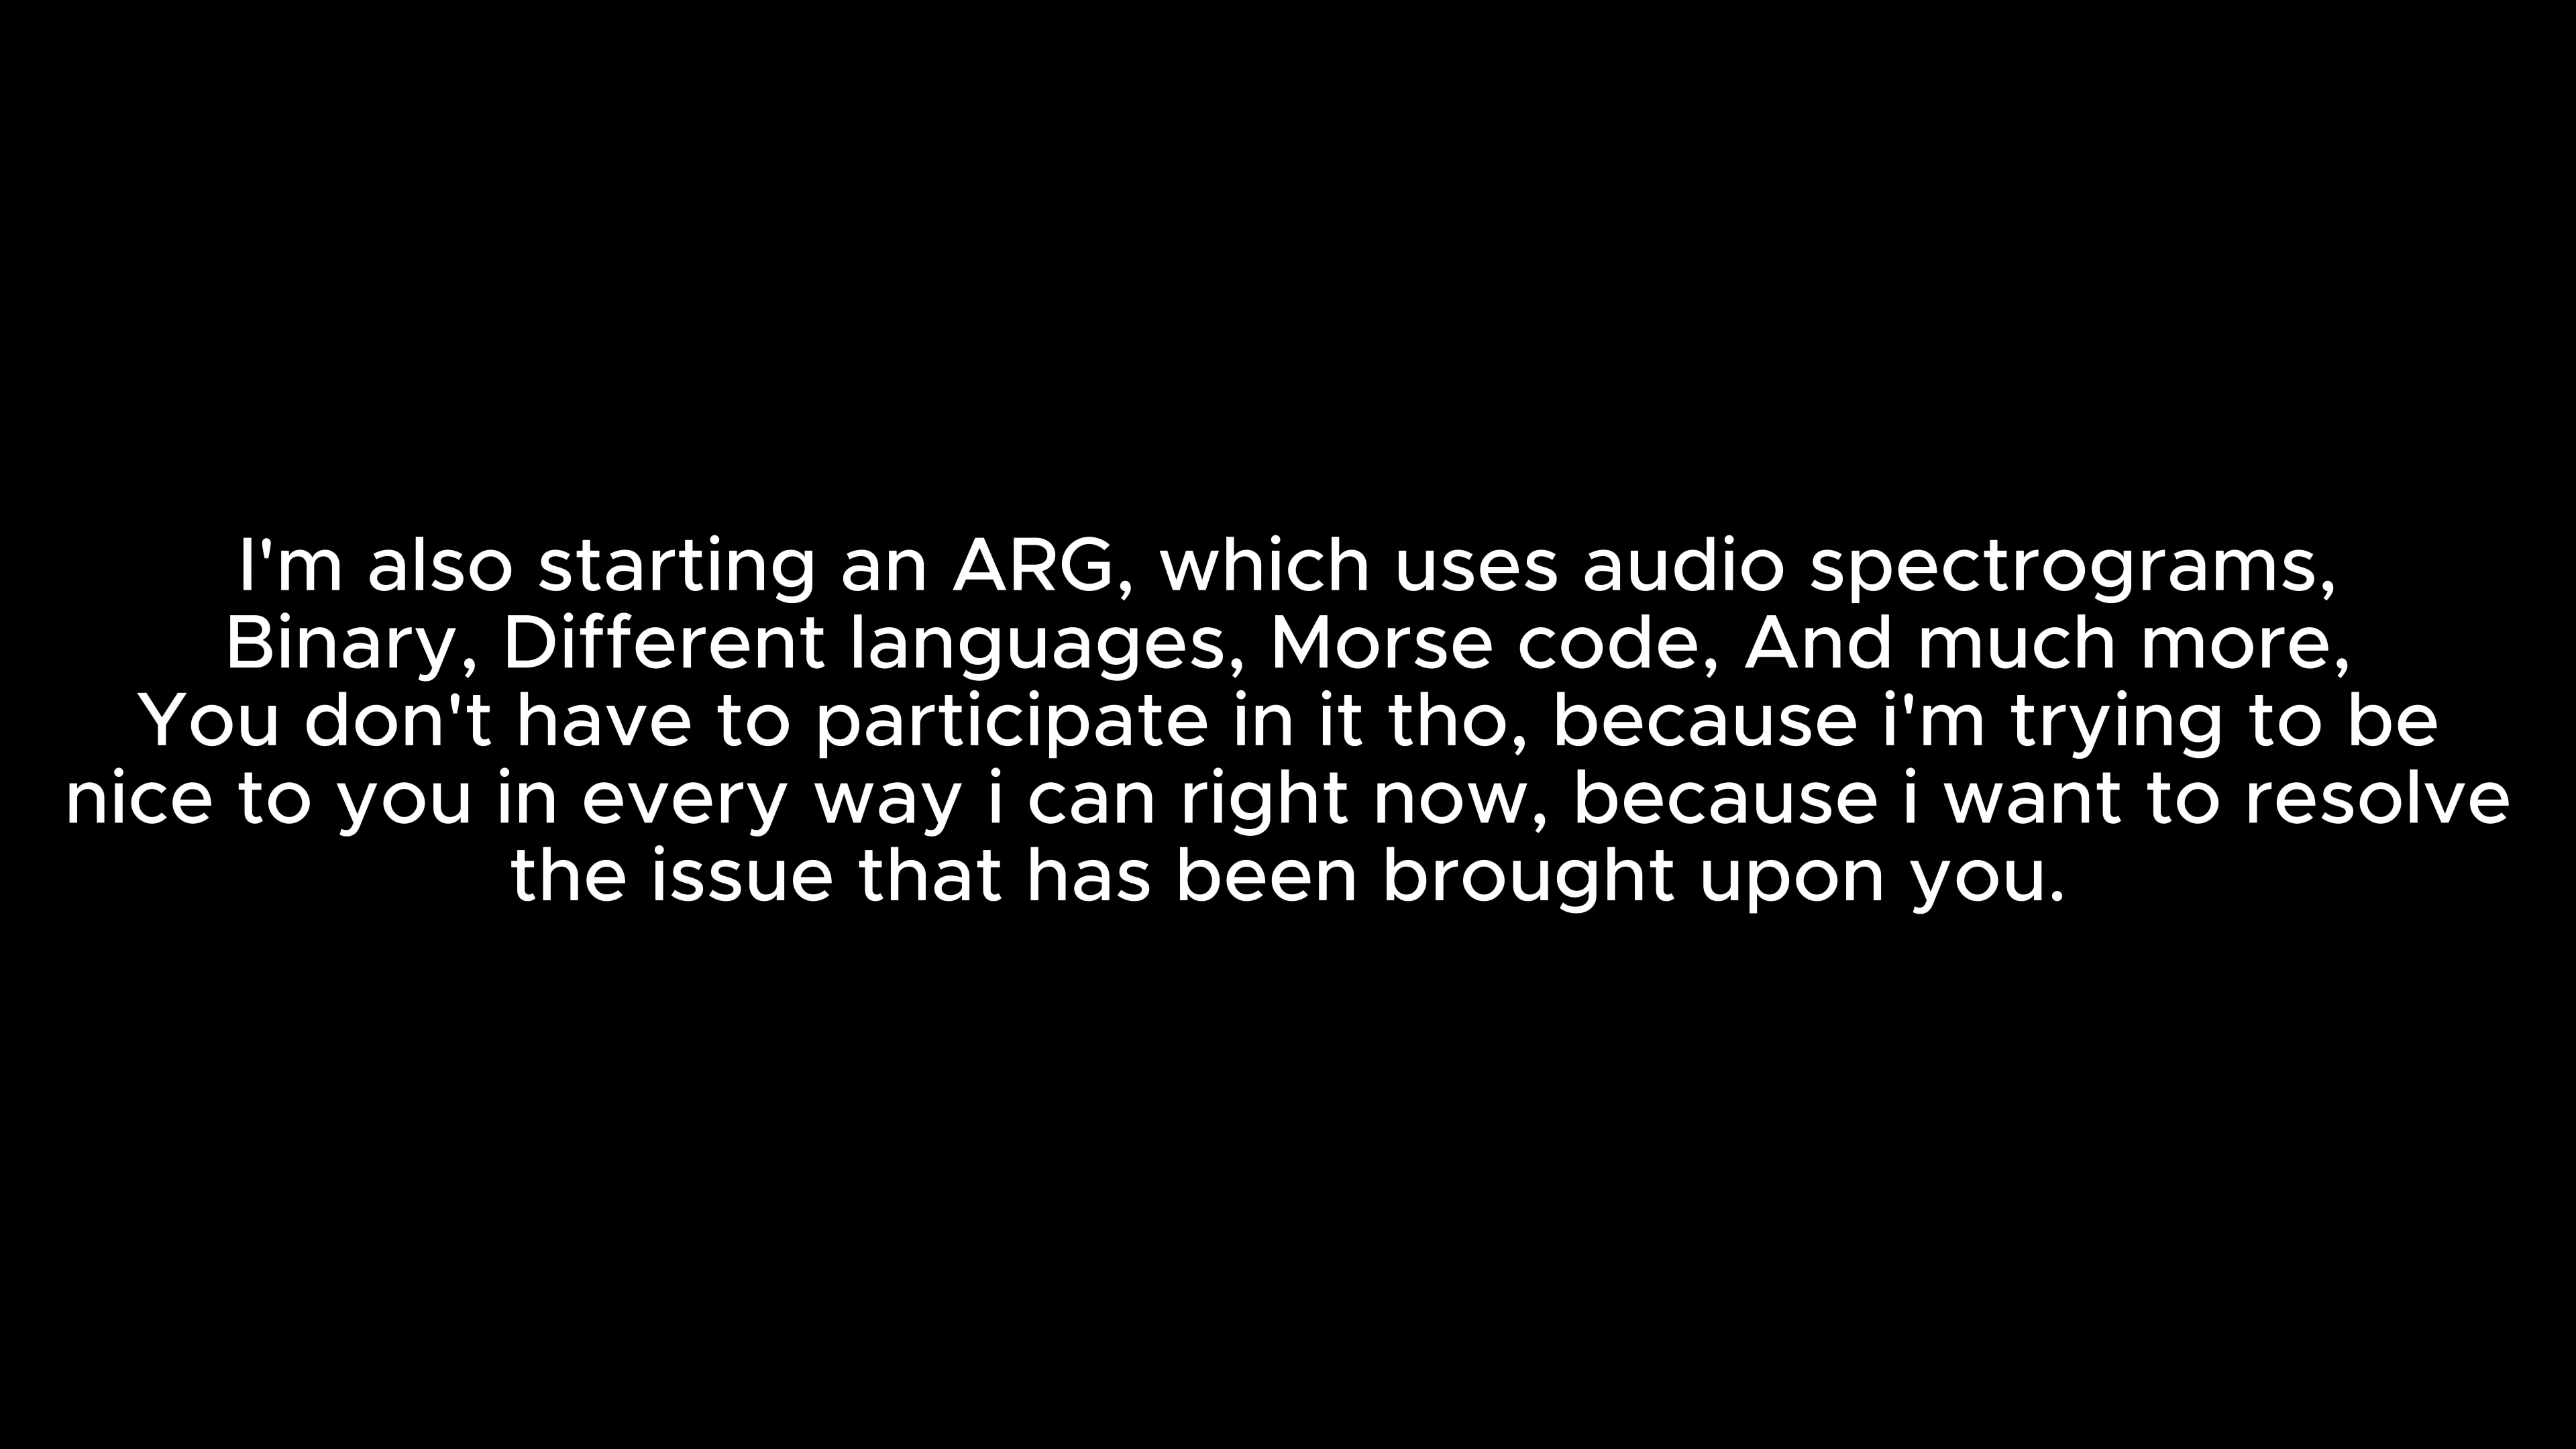 I'm also starting an ARG, which uses audio spectrograms,
Binary, Different languages, Morse code, And much more,
You don't have to participate in it tho, because i'm trying to be
nice to you in every way i can right now, because i want to resolve
the issue that has been brought upon you.